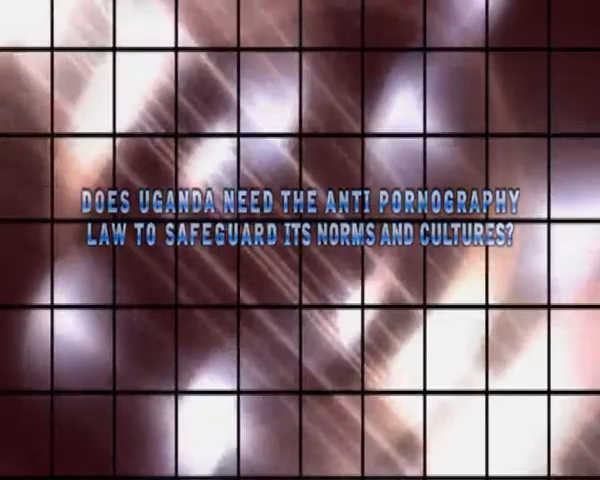 DOES UGANDA NEED THE ANTI PORNOGRAPHY
LAW TO SAFEGUARD ITS NORMS AND CULTURES?